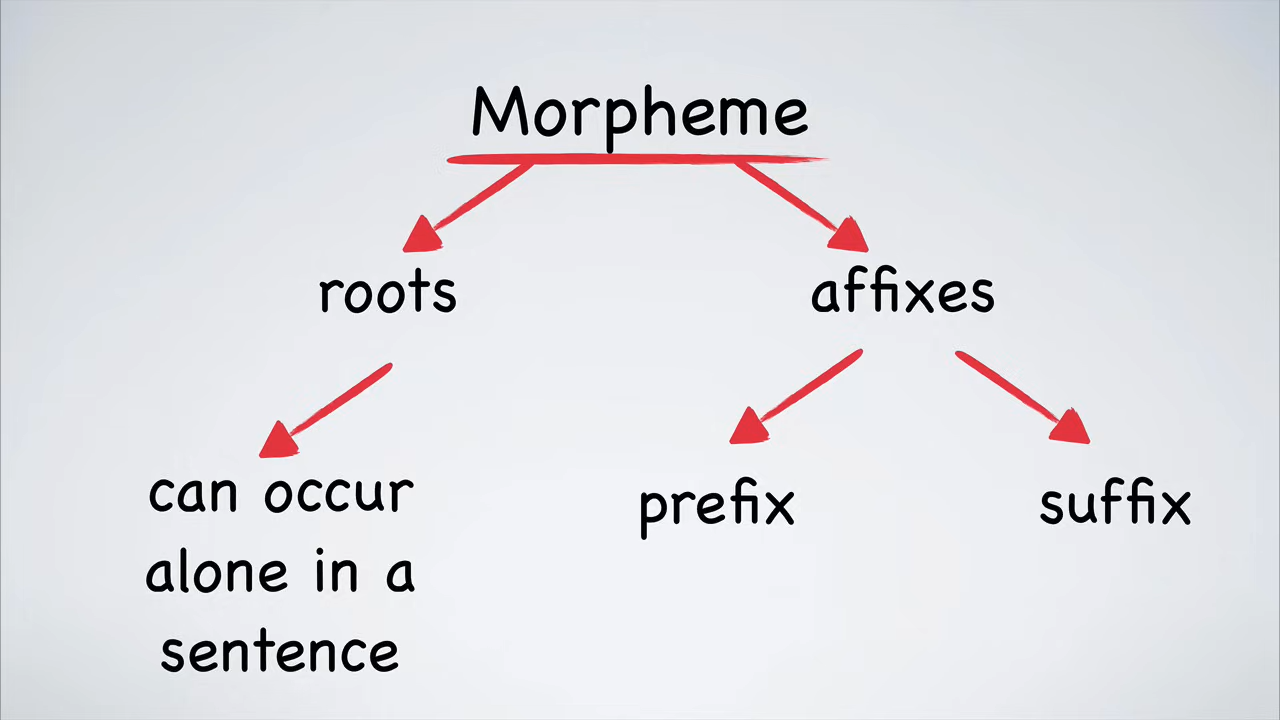 Morpheme
roots
affixes
can occur
alone in a
sentence
prefix
suffix